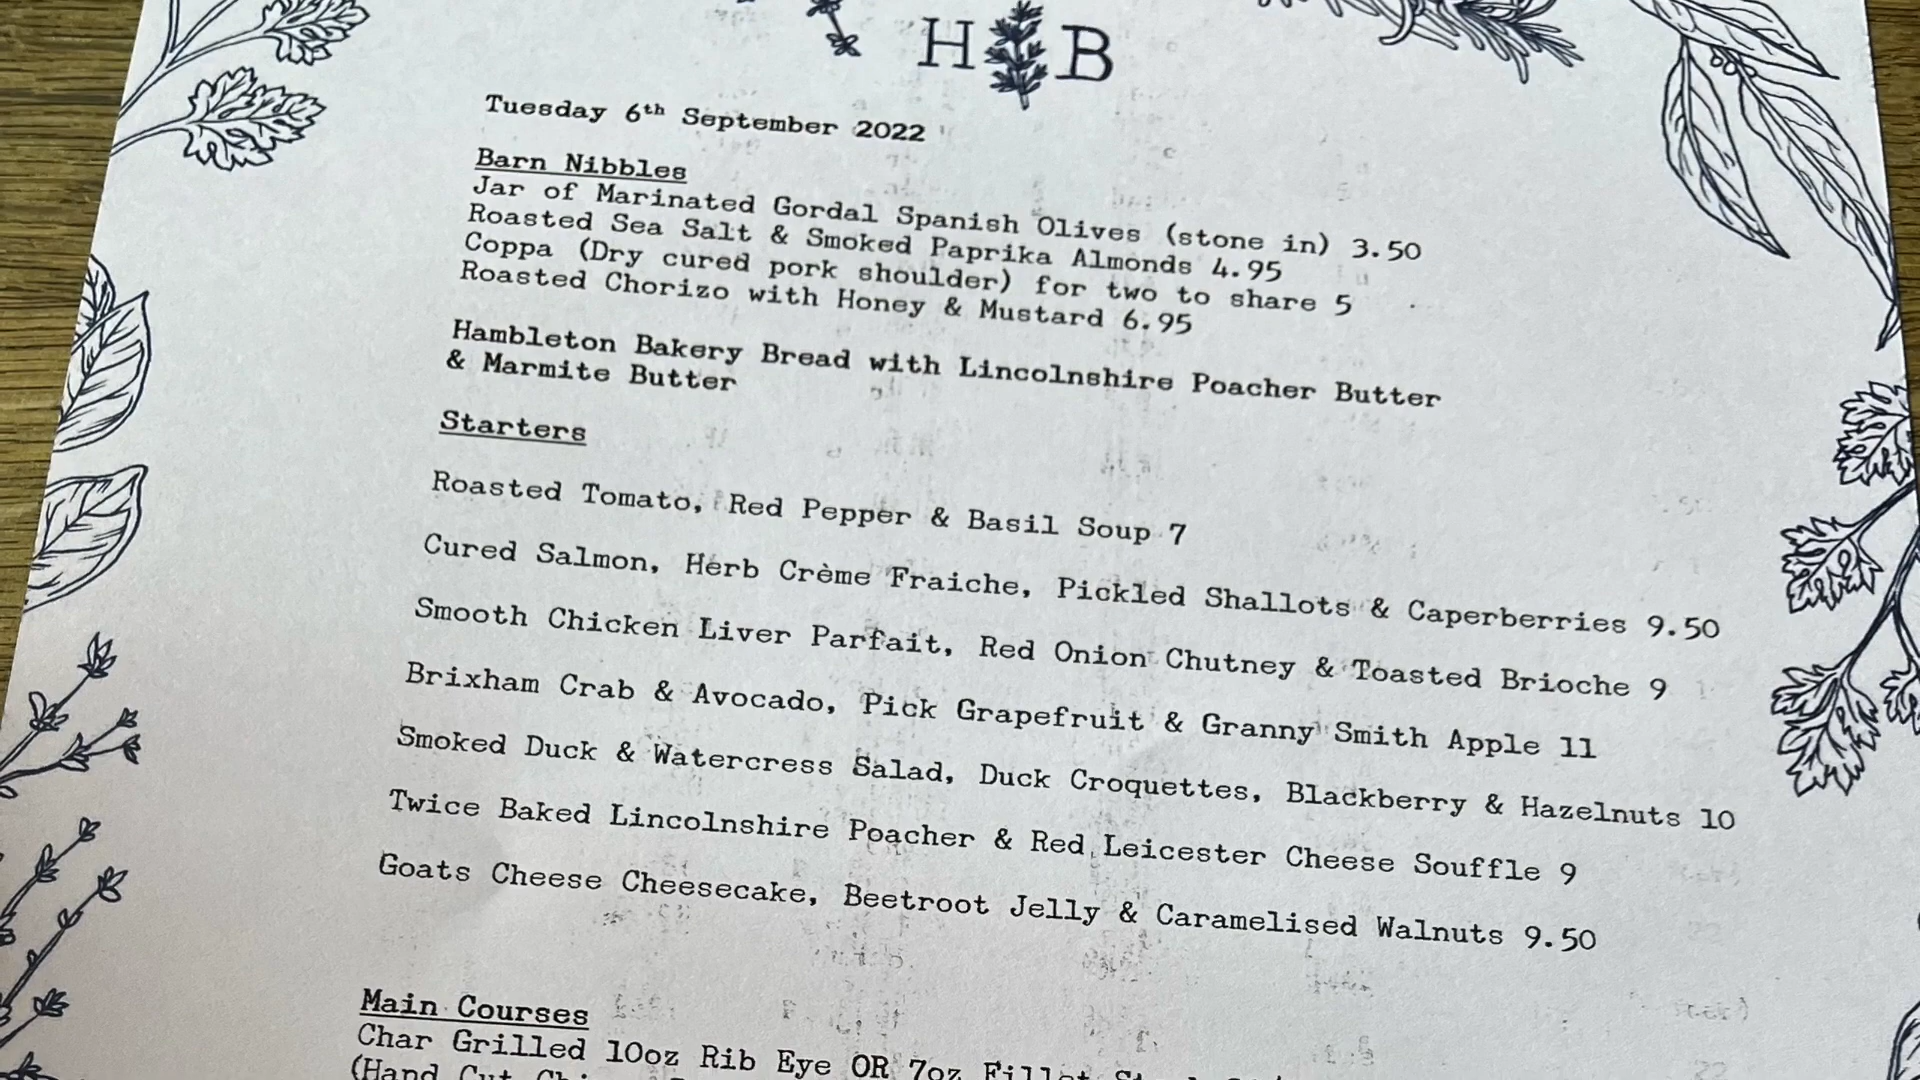 H B
Tuesday 6th September 2022
Barn Nibbles
Jar of Marinated Gordal Spanish Olives (stone in) 3.50
Roasted Sea Salt & Smoked Paprika Almonds 4.95
Coppa (Dry cured pork shoulder) for two to share 5
Roasted Chorizo with Honey & Mustard 6.95
Hambleton Bakery Bread with Lincolnshire Poacher Butter
& Marmite Butter
Starters
Roasted Tomato, Red Pepper & Basil Soup 7
Cured Salmon, Herb Crème Fraiche, Pickled Shallots & Caperberries 9.50
Smooth Chicken Liver Parfait, Red Onion Chutney & Toasted Brioche 9
Brixham Crab & Avocado, Pick Grapefruit & Granny Smith Apple 11
Smoked Duck & Watercress Salad, Duck Croquettes, Blackberry & Hazelnuts 10
Twice Baked Lincolnshire Poacher & Red Leicester Cheese Souffle 9
Goats Cheese Cheesecake, Beetroot Jelly & Caramelised Walnuts 9.50
Main Courses
Char Grilled 10oz Rib Eye OR 7oz Fillet
(Hand Cut